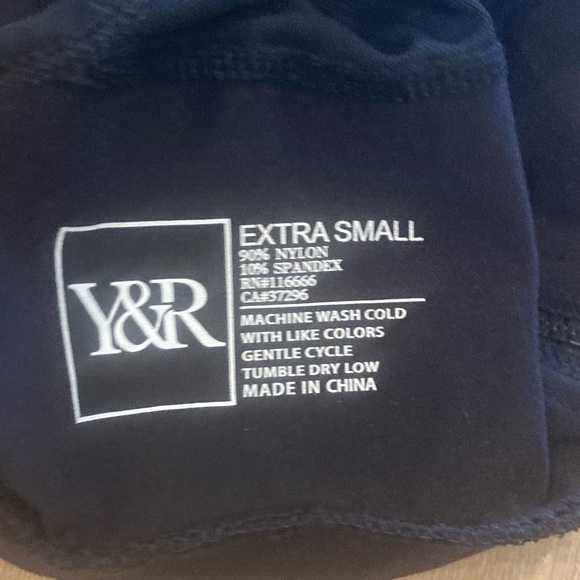 Y&R
EXTRA SMALL
90% NYLON
10% SPANDEX
RN#116666
CA#37296
MACHINE WASH COLD
WITH LIKE COLORS
GENTLE CYCLE
TUMBLE DRY LOW
MADE IN CHINA